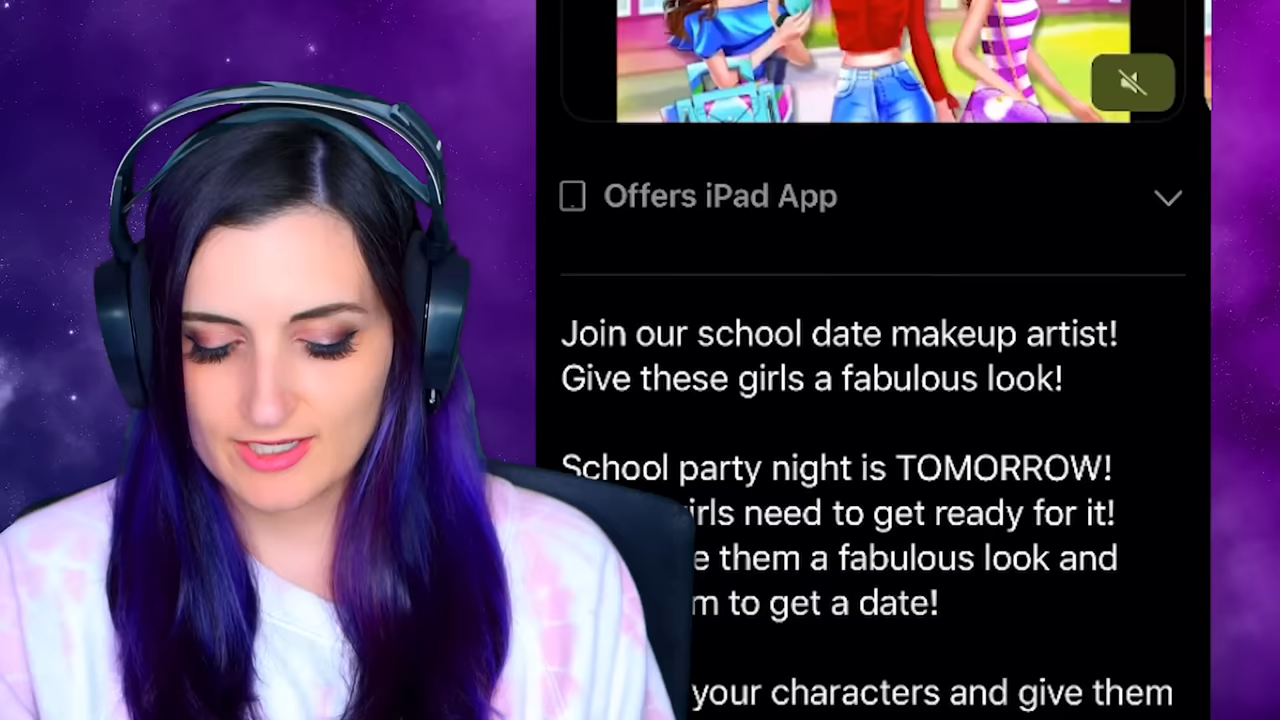 Offers iPad App
Join our school date makeup artist!
Give these girls a fabulous look!
School party night is TOMORROW!
need to get ready for it!
them a fabulous look and
to get a date!
your characters and give them